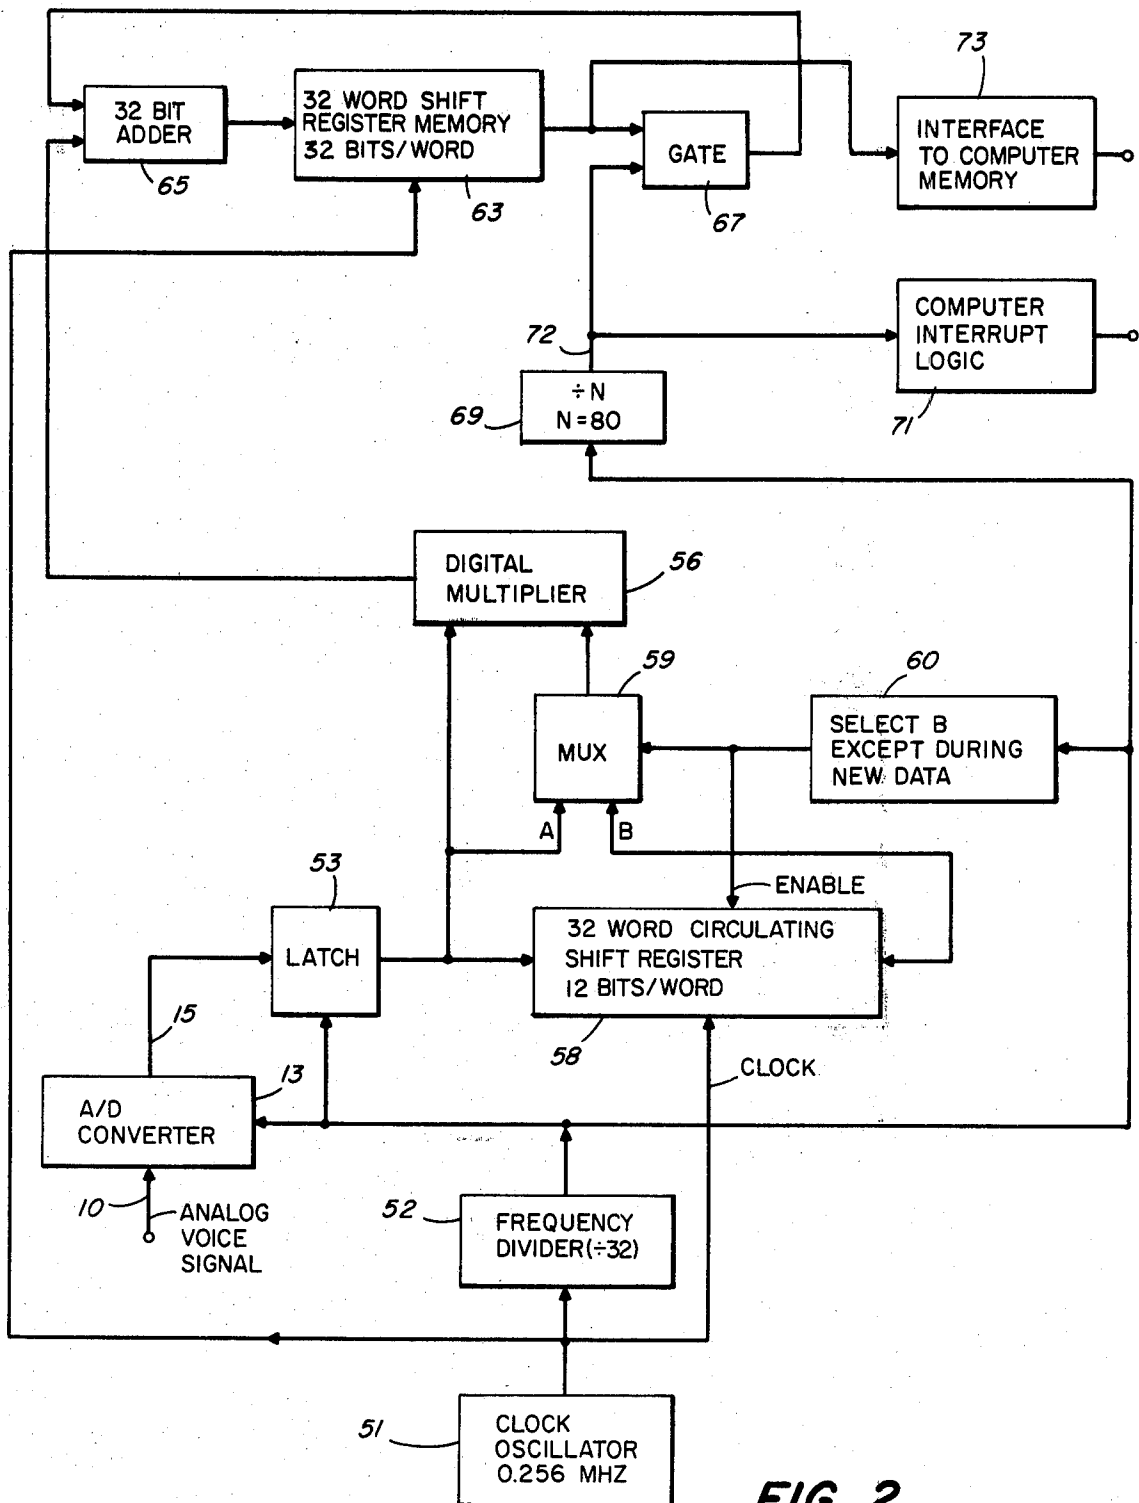 73
32 BIT
ADDER
65
32 WORD SHIFT
REGISTER MEMORY
32 BITS/WORD
63
GATE
67
INTERFACE
TO COMPUTER
MEMORY
72
COMPUTER
INTERRUPT
LOGIC
71
÷N
N=80
69
DIGITAL
MULTIPLIER
56
59
60
MUX
SELECT B
EXCEPT DURING
NEW DATA
A
B
53
ENABLE
LATCH
32 WORD CIRCULATING
SHIFT REGISTER
12 BITS/WORD
58
15
CLOCK
13
A/D
CONVERTER
10
ANALOG
VOICE
SIGNAL
52
FREQUENCY
DIVIDER(÷32)
51
CLOCK
OSCILLATOR
0.256 MHZ
FIG. 2